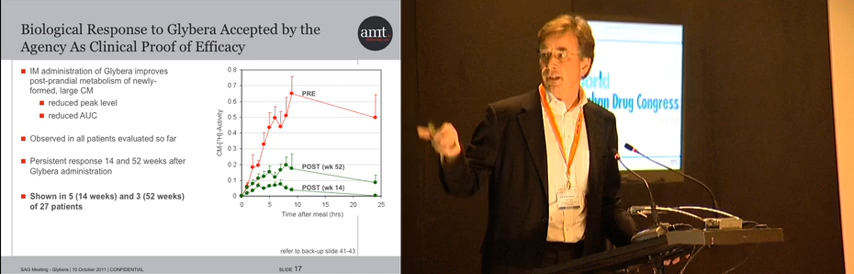 Biological Response to Glybera Accepted by the
Agency As Clinical Proof of Efficacy
amt
IM administration of Glybera improves
post-prandial metabolism of newly-
formed, large CM
reduced peak level
reduced AUC
Observed in all patients evaluated so far
Persistent response 14 and 52 weeks after
Glybera administration
Shown in 5 (14 weeks) and 3 (52 weeks)
of 27 patients
CM-[³H]-Activity
0 8
0 7
0 6
0 5
0 4
0 3
0 2
0 1
0
PRE
POST (wk 52)
POST (wk 14)
0 5 10 15 20 25
Time after meal (hrs)
refer to back-up slide 41-43
SAG Meeting - Glybera | 10 October 2011 | CONFIDENTIAL
SLIDE 17
orld
han Drug Congress